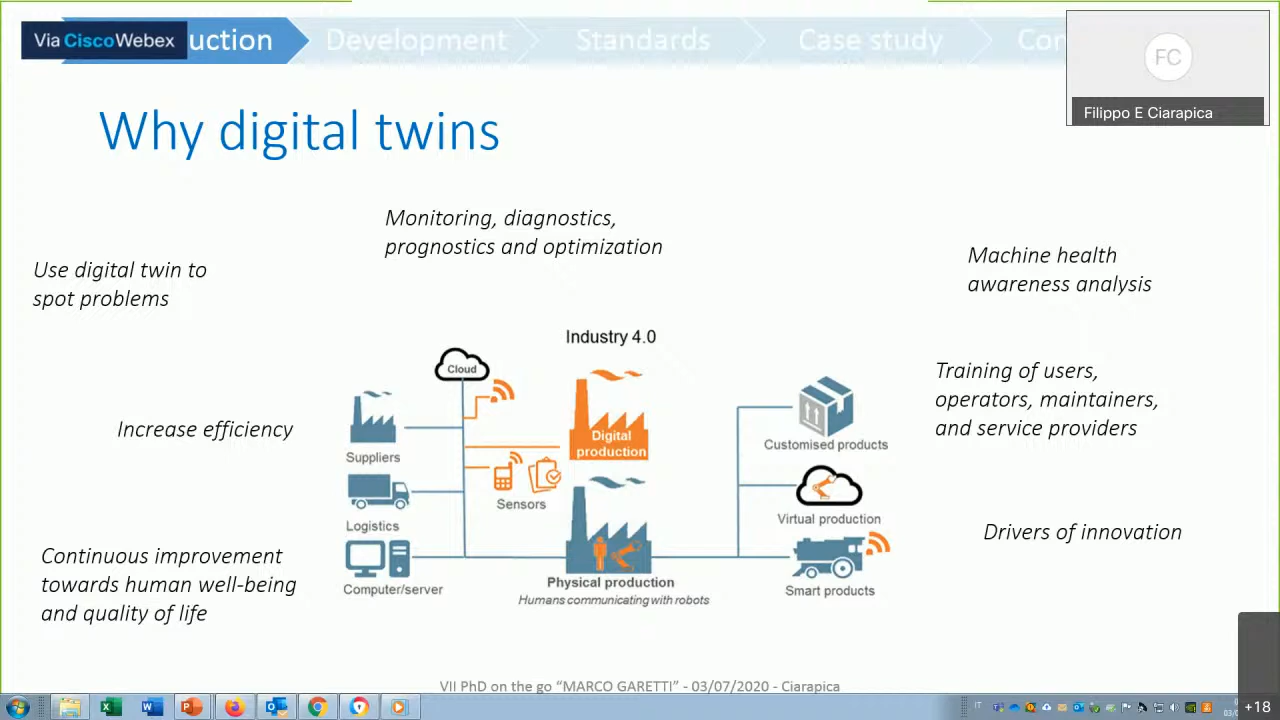 Via CiscoWebex
uction
Development
Standards
Case study
FC
Filippo E Ciarapica
Why digital twins
Monitoring, diagnostics,
prognostics and optimization
Use digital twin to
spot problems
Machine health
awareness analysis
Industry 4.0
Cloud
Digital
production
Suppliers
Sensors
Logistics
Computer/server
Physical production
Humans communicating with robots
Customised products
Virtual production
Smart products
Increase efficiency
Training of users,
operators, maintainers,
and service providers
Drivers of innovation
Continuous improvement
towards human well-being
and quality of life
VII PhD on the go “MARCO GARETTI” - 03/07/2020 - Ciarapica
IT
+18